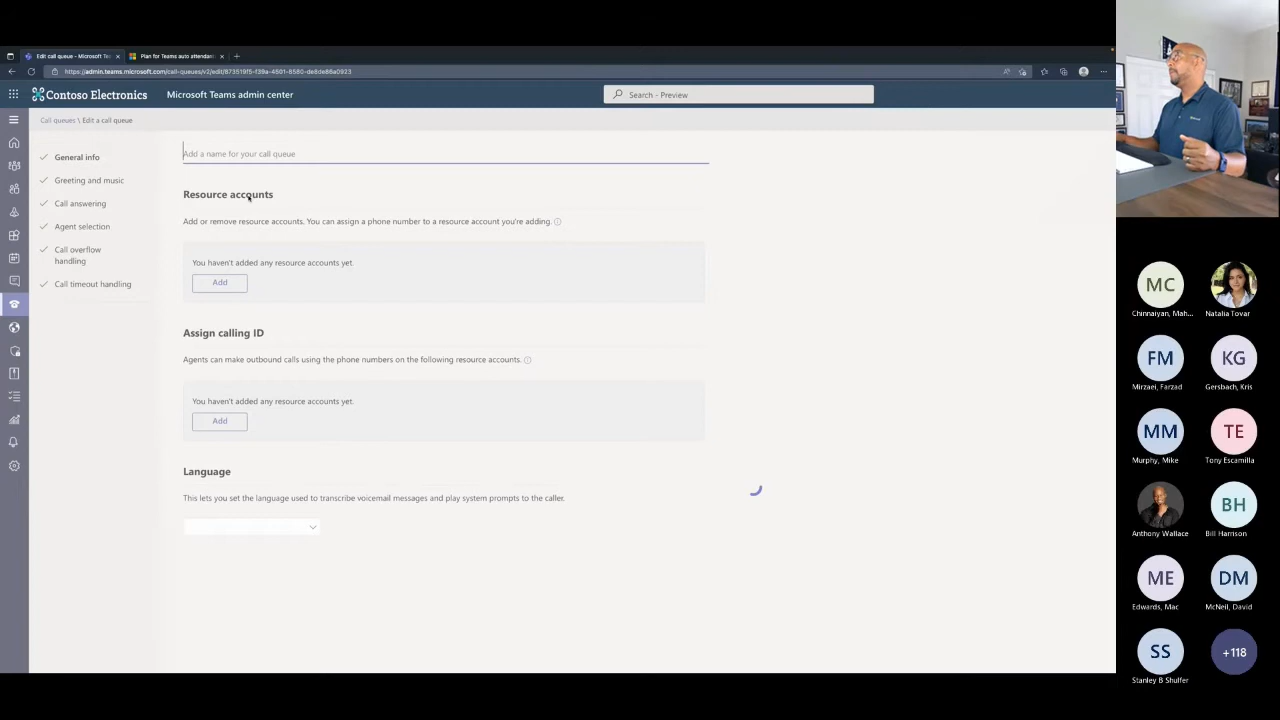 Edit call queue - Microsoft Tea
Plan for Teams auto attendant
https://admin.teams.microsoft.com/call-queues/v2/edit/
Contoso Electronics
Microsoft Teams admin center
Search - Preview
Call queues \ Edit a call queue
General info
Greeting and music
Call answering
Agent selection
Call overflow
handling
Call timeout handling
Add a name for your call queue
Resource accounts
Add or remove resource accounts. You can assign a phone number to a resource account you're adding.
You haven't added any resource accounts yet.
Add
Assign calling ID
Agents can make outbound calls using the phone numbers on the following resource accounts.
You haven't added any resource accounts yet.
Add
Language
This lets you set the language used to transcribe voicemail messages and play system prompts to the caller.
MC
Chinnaiyan, Mah...
Natalia Tovar
FM
Mirzaei, Farzad
KG
Gersbach, Kris
MM
Murphy, Mike
TE
Tony Escamilla
Anthony Wallace
BH
Bill Harrison
ME
Edwards, Mac
DM
McNeil, David
SS
Stanley B Shulfer
+118